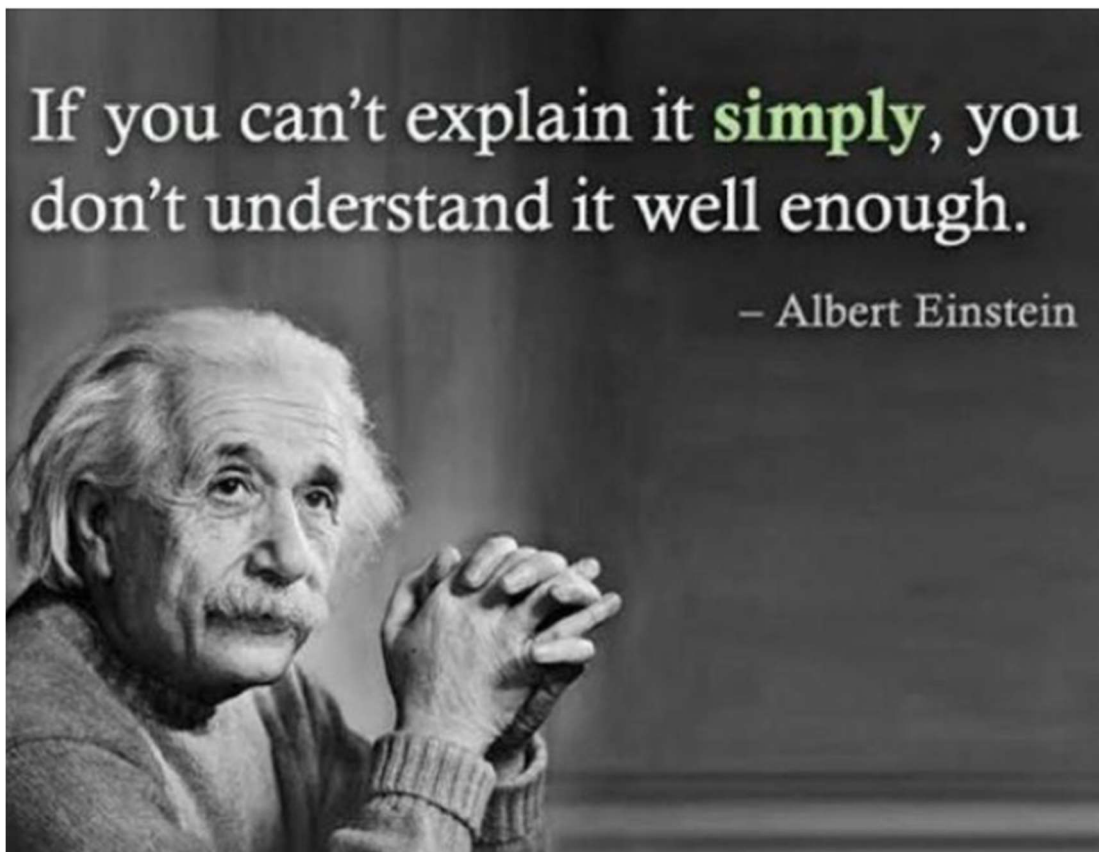 If you can’t explain it simply, you
don’t understand it well enough.
– Albert Einstein